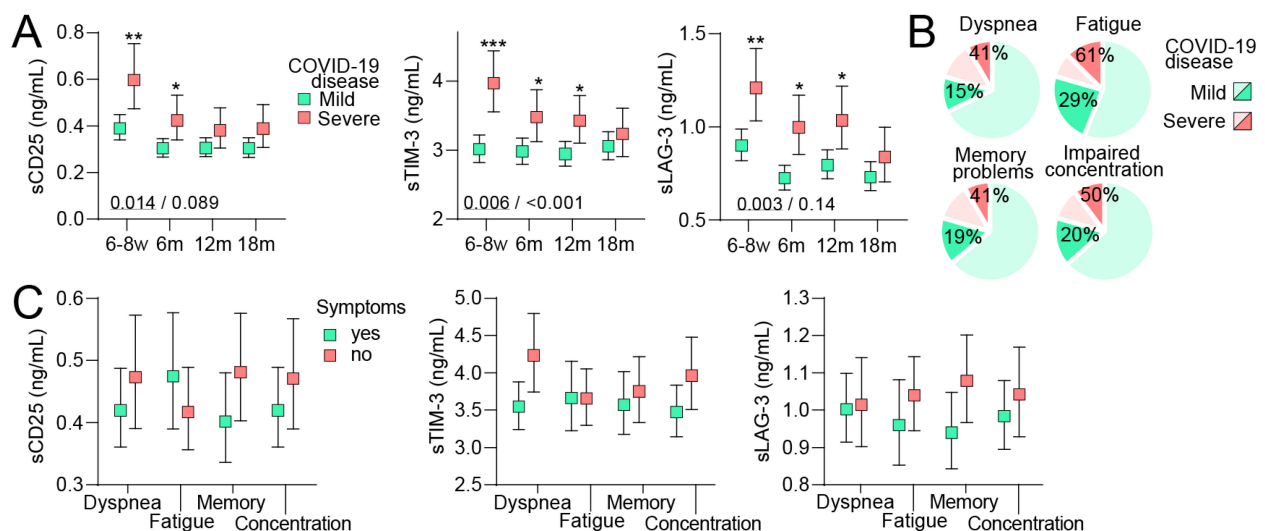 A
sCD25 (ng/mL)
0.8
0.6
0.4
0.2
0.0
**
*
0.014 / 0.089
6-8w 6m 12m 18m
COVID-19
disease
Mild
Severe
sTIM-3 (ng/mL)
4
3
2
***
*
*
0.006 / <0.001
6-8w 6m 12m 18m
sLAG-3 (ng/mL)
1.5
1.0
0.5
**
*
*
0.003 / 0.14
6-8w 6m 12m 18m
B
Dyspnea
41%
15%
Fatigue
61%
29%
COVID-19
disease
Mild
Severe
Memory
problems
41%
19%
Impaired
concentration
50%
20%
C
sCD25 (ng/mL)
0.6
0.5
0.4
0.3
Dyspnea Memory
Fatigue Concentration
Symptoms
yes
no
sTIM-3 (ng/mL)
5.0
4.5
4.0
3.5
3.0
2.5
Dyspnea Memory
Fatigue Concentration
sLAG-3 (ng/mL)
1.3
1.2
1.1
1.0
0.9
0.8
Dyspnea Memory
Fatigue Concentration